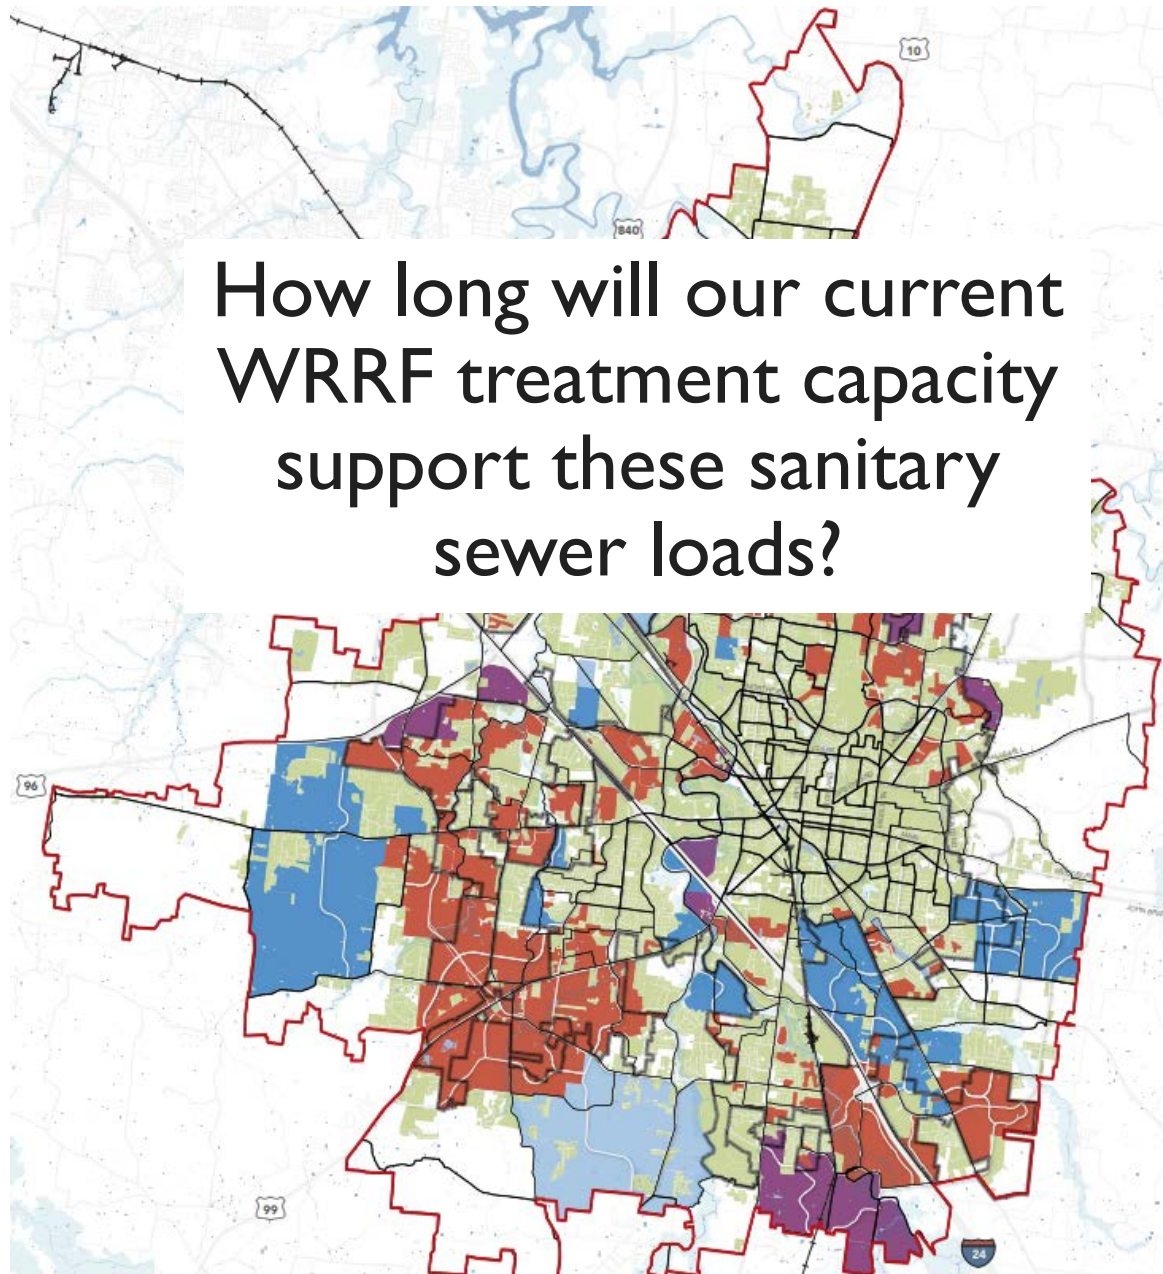 10
840
How long will our current
WRRF treatment capacity
support these sanitary
sewer loads?
96
99
24